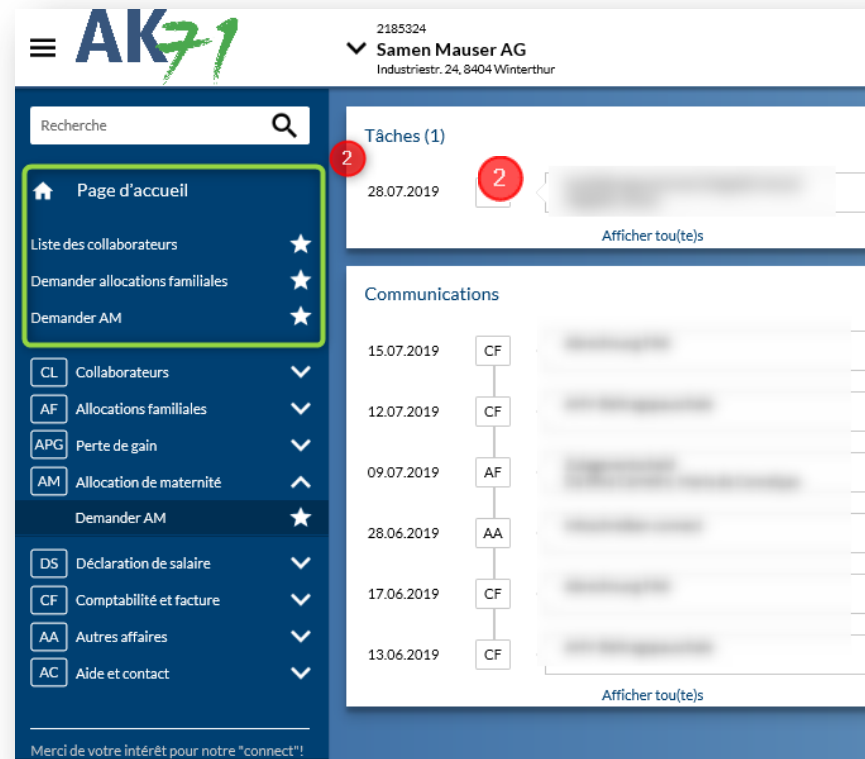 AK71
2185324
Samen Mauser AG
Industriestr. 24, 8404 Winterthur
Recherche
2
Page d'accueil
Liste des collaborateurs
Demander allocations familiales
Demander AM
CL Collaborateurs
AF Allocations familiales
APG Perte de gain
AM Allocation de maternité
Demander AM
DS Déclaration de salaire
CF Comptabilité et facture
AA Autres affaires
AC Aide et contact
Merci de votre intérêt pour notre "connect"!
Tâches (1)
28.07.2019
2
Afficher tou(te)s
Communications
15.07.2019 CF
12.07.2019 CF
09.07.2019 AF
28.06.2019 AA
17.06.2019 CF
13.06.2019 CF
Afficher tou(te)s